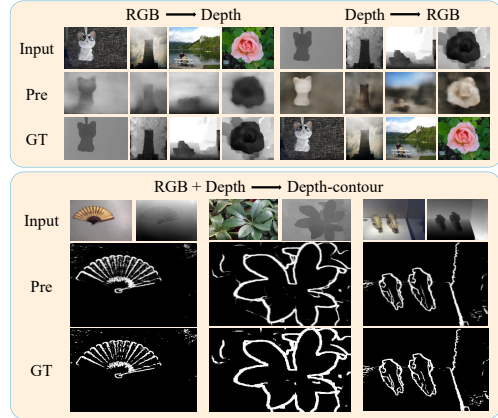 RGB ⟶ Depth Depth ⟶ RGB
Input
Pre
GT
RGB + Depth ⟶ Depth-contour
Input
Pre
GT